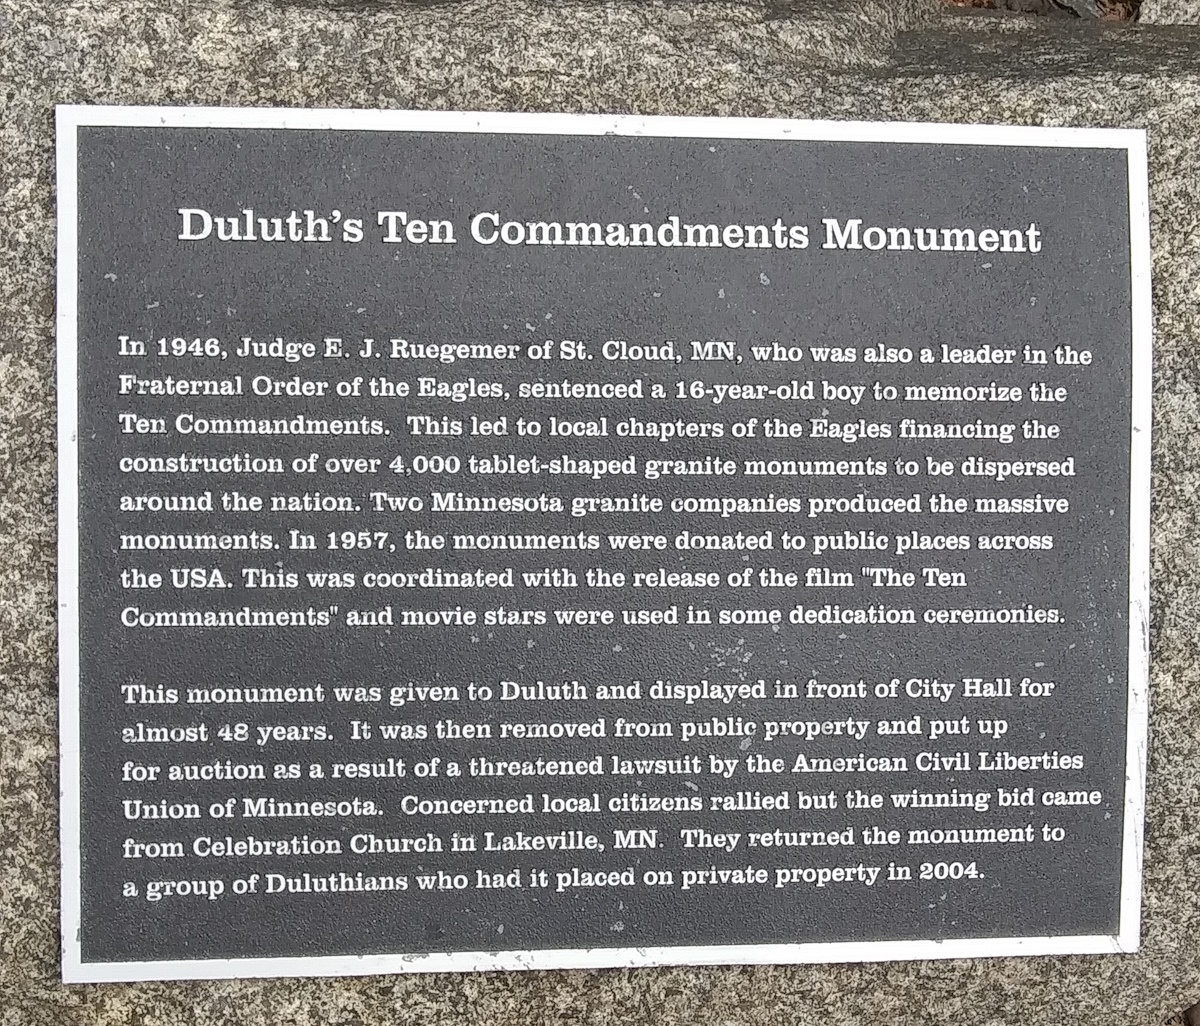 Duluth's Ten Commandments Monument
In 1946, Judge E. J. Ruegemer of St. Cloud, MN, who was also a leader in the
Fraternal Order of the Eagles, sentenced a 16-year-old boy to memorize the
Ten Commandments. This led to local chapters of the Eagles financing the
construction of over 4,000 tablet-shaped granite monuments to be dispersed
around the nation. Two Minnesota granite companies produced the massive
monuments. In 1957, the monuments were donated to public places across
the USA. This was coordinated with the release of the film "The Ten
Commandments" and movie stars were used in some dedication ceremonies.
This monument was given to Duluth and displayed in front of City Hall for
almost 48 years. It was then removed from public property and put up
for auction as a result of a threatened lawsuit by the American Civil Liberties
Union of Minnesota. Concerned local citizens rallied but the winning bid came
from Celebration Church in Lakeville, MN. They returned the monument to
a group of Duluthians who had it placed on private property in 2004.